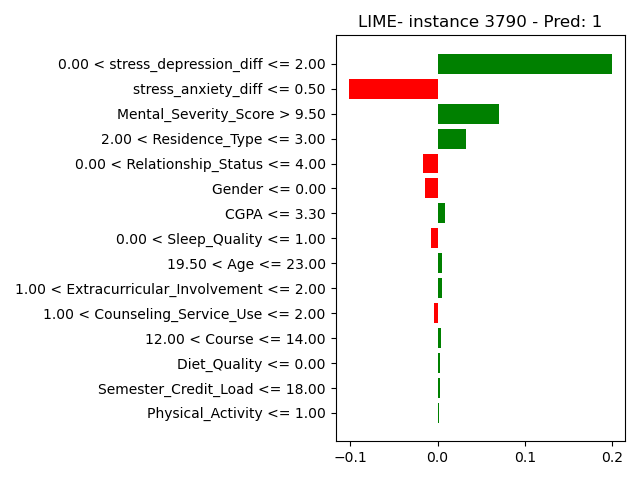 LIME- instance 3790 - Pred: 1
0.00 < stress_depression_diff <= 2.00
stress_anxiety_diff <= 0.50
Mental_Severity_Score > 9.50
2.00 < Residence_Type <= 3.00
0.00 < Relationship_Status <= 4.00
Gender <= 0.00
CGPA <= 3.30
0.00 < Sleep_Quality <= 1.00
19.50 < Age <= 23.00
1.00 < Extracurricular_Involvement <= 2.00
1.00 < Counseling_Service_Use <= 2.00
12.00 < Course <= 14.00
Diet_Quality <= 0.00
Semester_Credit_Load <= 18.00
Physical_Activity <= 1.00
−0.1 0.0 0.1 0.2